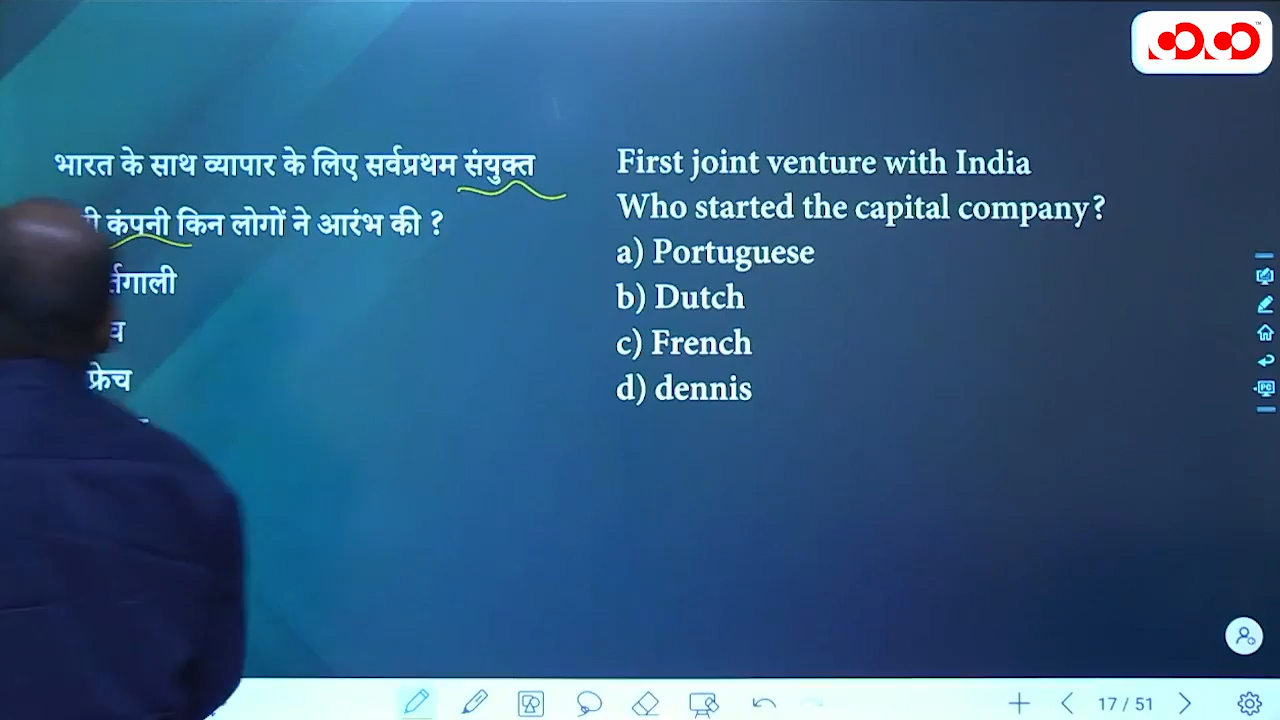 भारत के साथ व्यापार के लिए सर्वप्रथम संयुक्त
कंपनी किन लोगों ने आरंभ की ?
फ्रेच
First joint venture with India
Who started the capital company?
a) Portuguese
b) Dutch
c) French
d) dennis
17 / 51